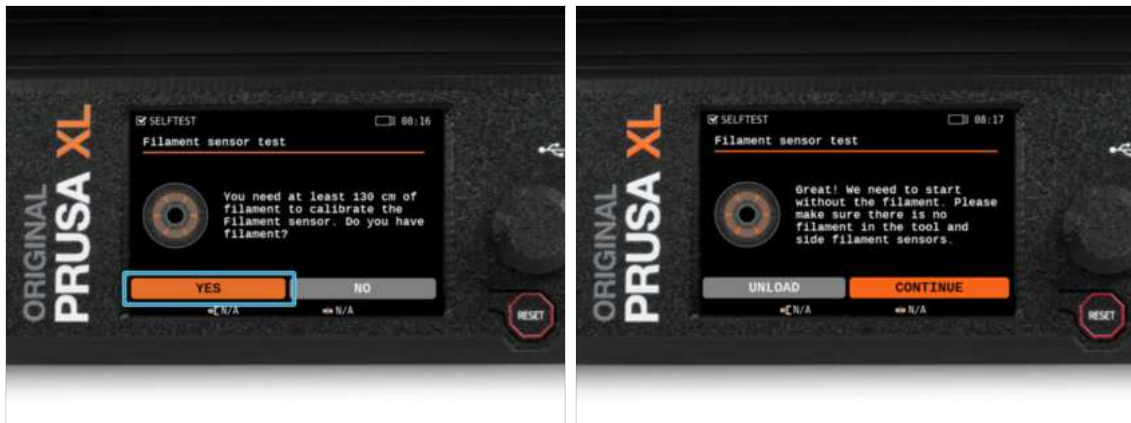 ORIGINAL
PRUSA XL
SELFTEST
08:16
Filament sensor test
You need at least 130 cm of
filament to calibrate the
Filament sensor. Do you have
filament?
YES
NO
N/A
N/A
RESET
ORIGINAL
PRUSA XL
SELFTEST
08:17
Filament sensor test
Great! We need to start
without the filament. Please
make sure there is no
filament in the tool and
side filament sensors.
UNLOAD
CONTINUE
N/A
N/A
RESET